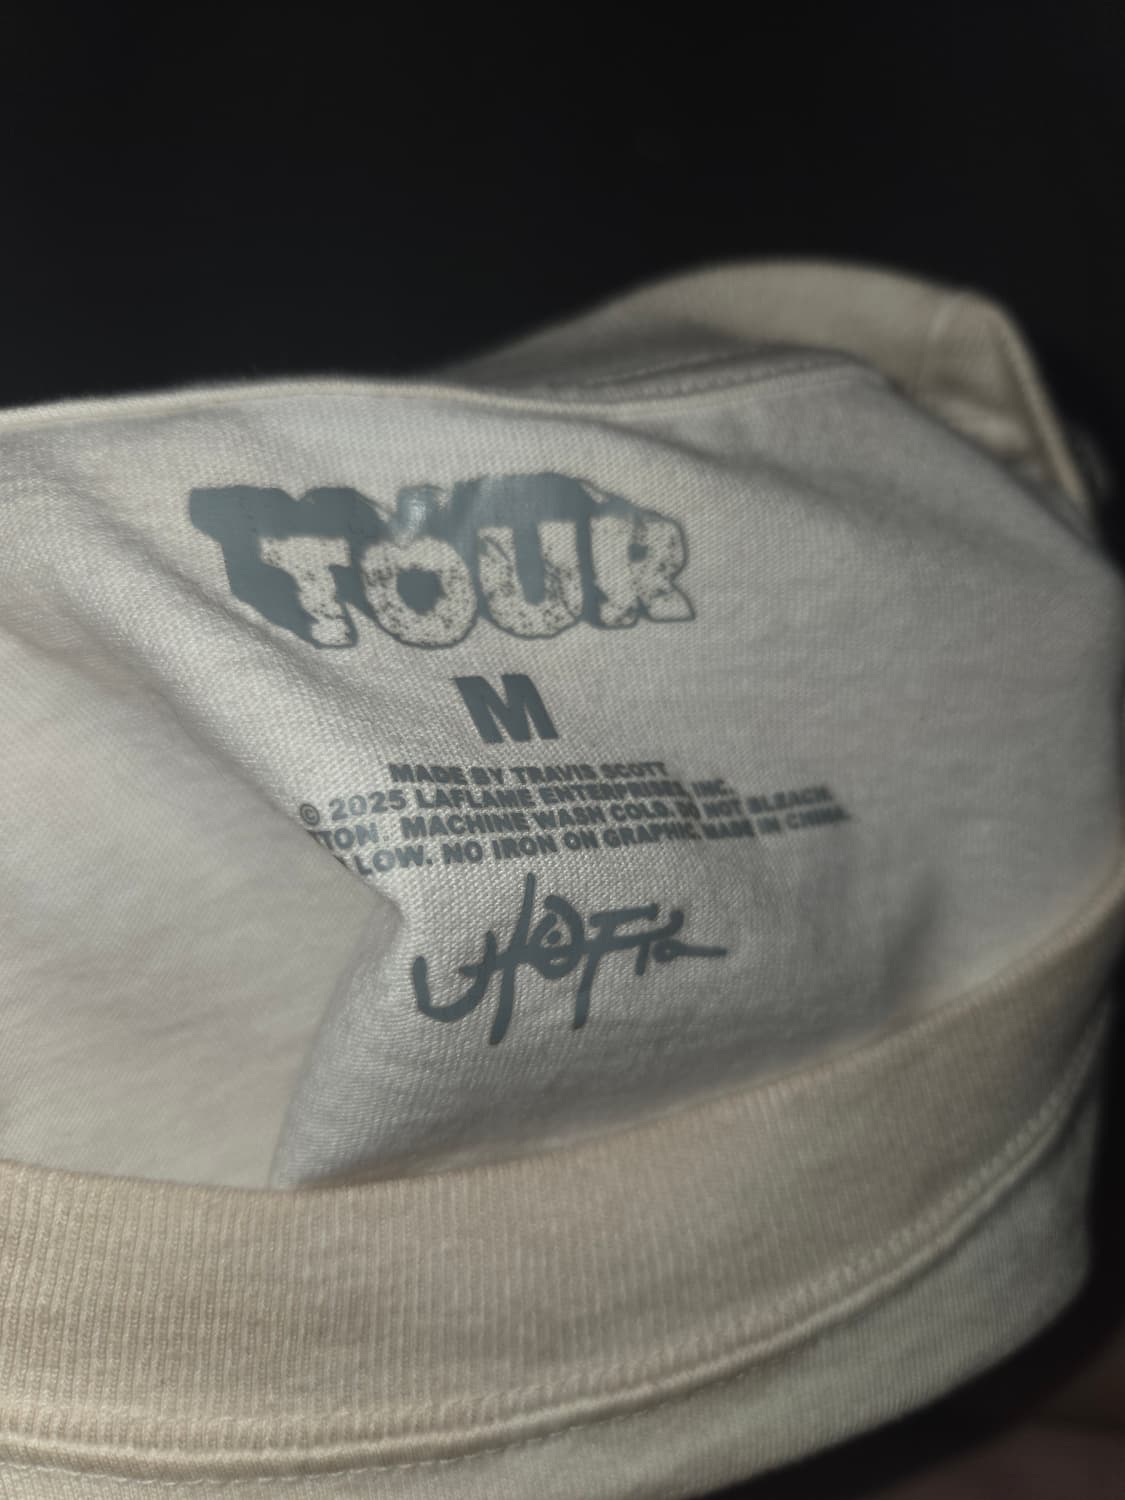 TOUR
M
MADE BY TRAVIS SCOTT
© 2025 LAFLAME ENTERPRISES, INC.
MACHINE WASH COLD. DO NOT BLEACH.
LOW. NO IRON ON GRAPHIC MADE IN CHINA